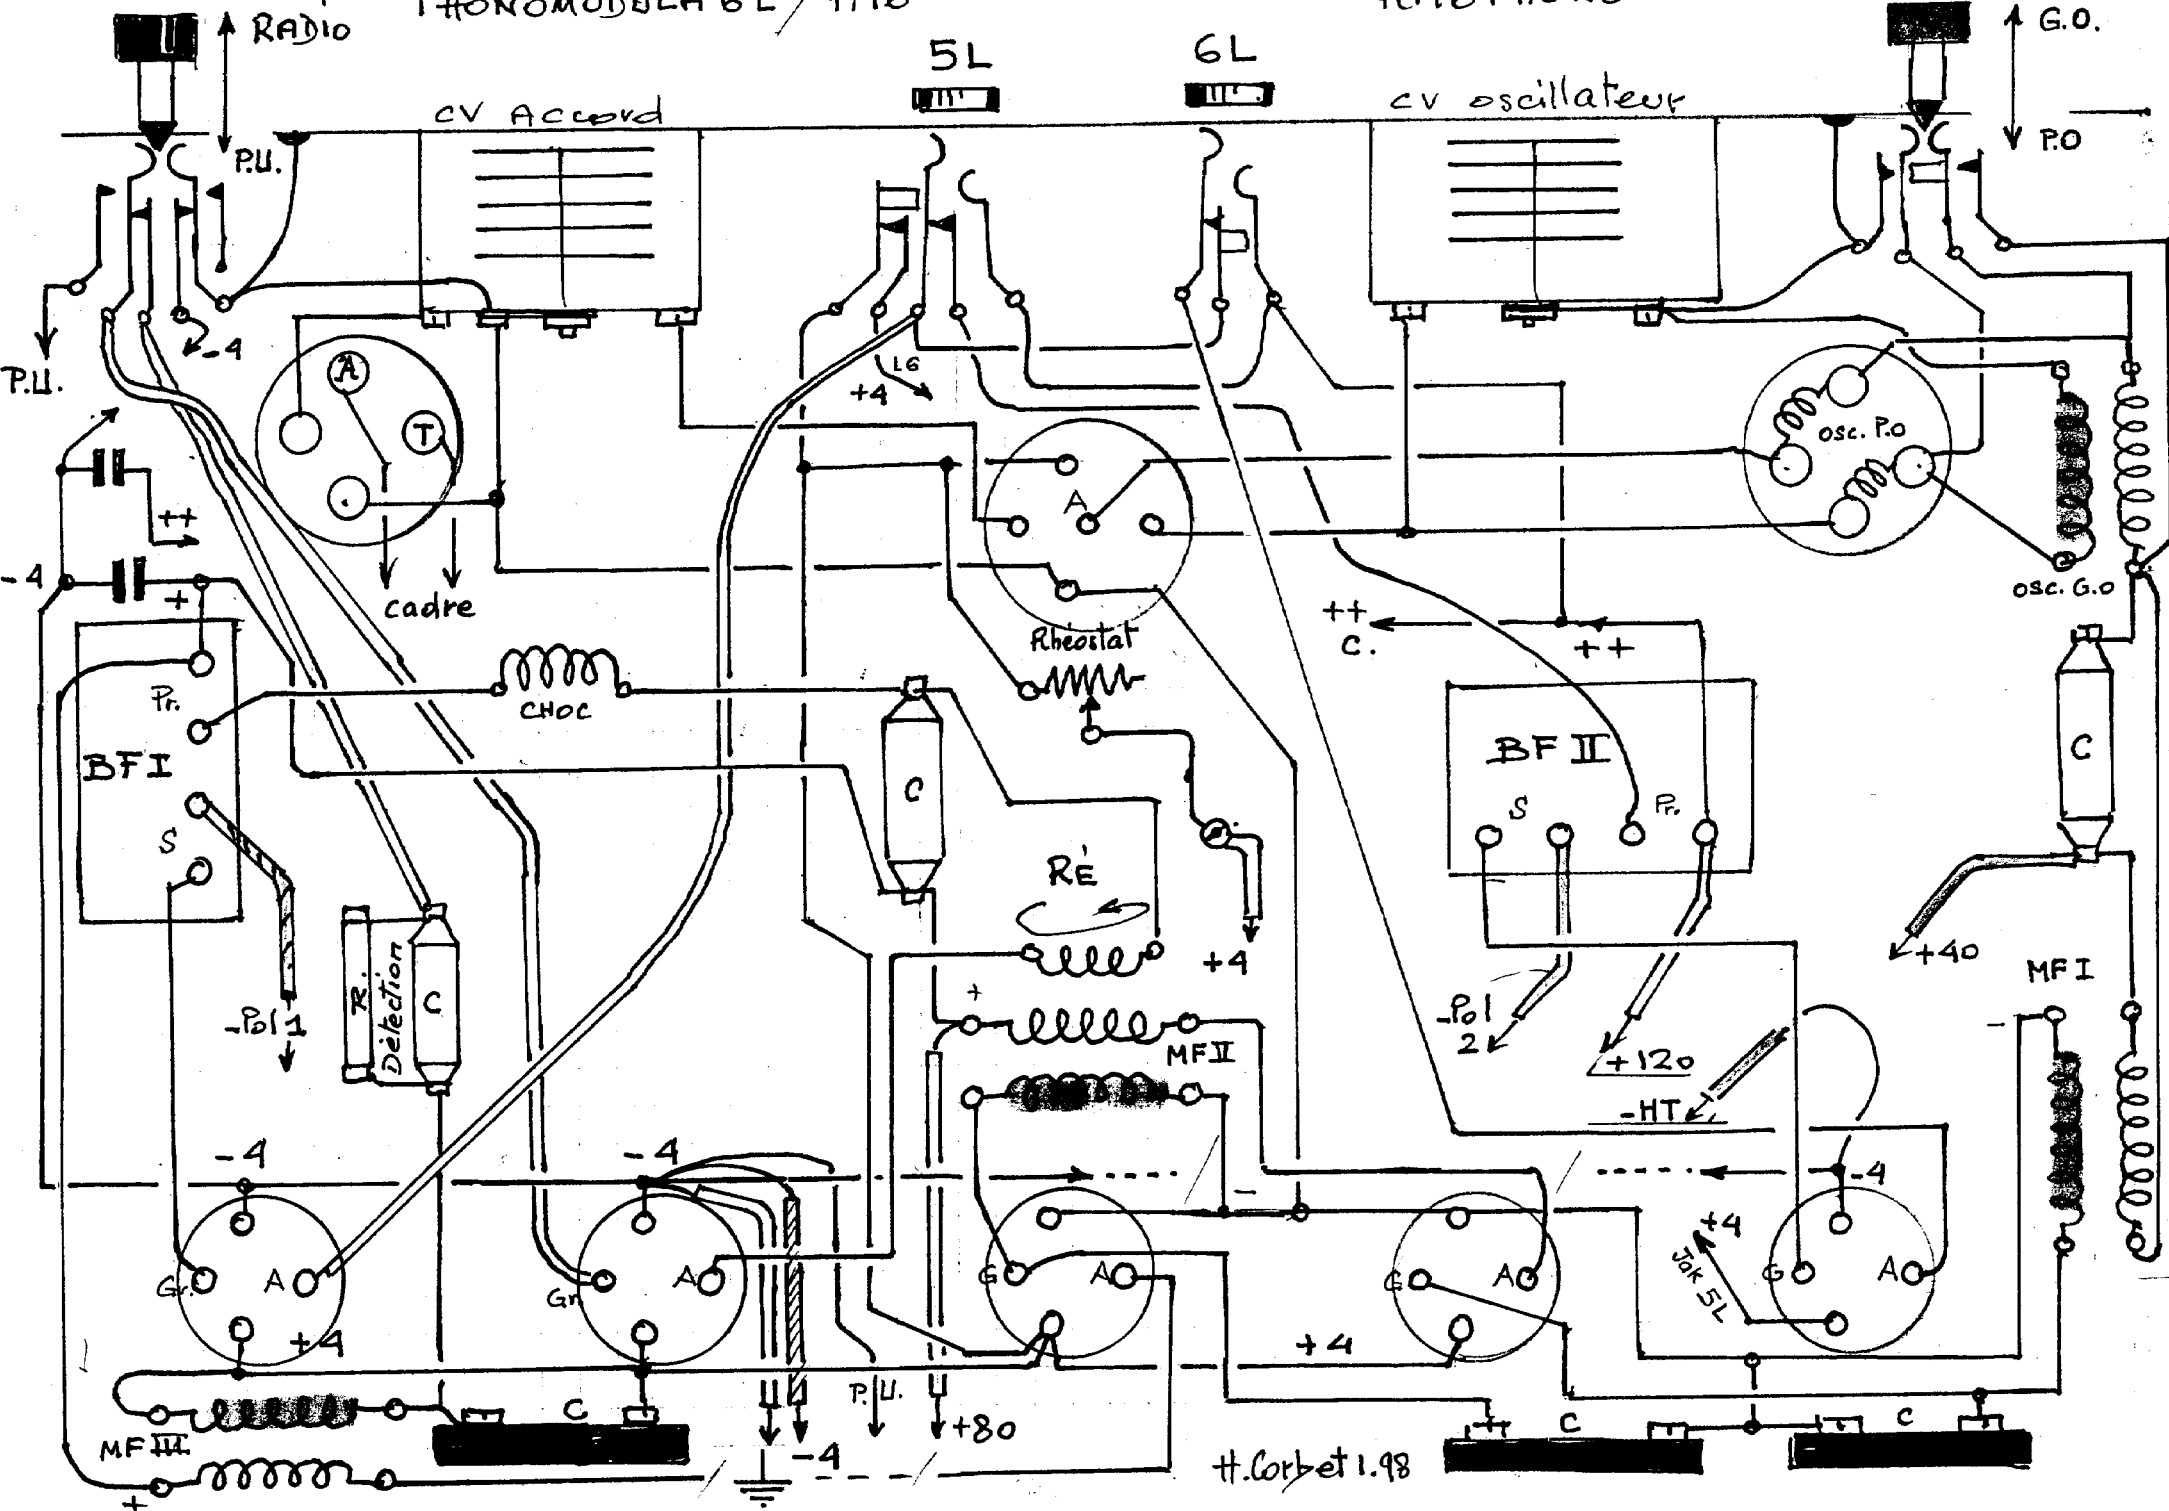 RADIO
5L
6L
G.O.
CV Accord
CV oscillateur
P.U.
P.O
P.U.
-4
+4
LG
A
T
osc. P.O
A
++
-4
+
cadre
osc. G.O
Rhéostat
++
C.
++
Pr.
CHOC
BF I
C
BF II
C
S
S
Pr.
RÉ
+4
+40
MF I
-Pol 1
R.
Détection
C
+
MF II
-Pol
2
+120
-HT
-
-4
-4
-
-4
+4
Jak 5L
Gr.
A
Gr.
A
G
A
G
A
G
A
+4
+4
P.U.
C
+80
C
C
MF III
-4
H.Corbet 1.98
+